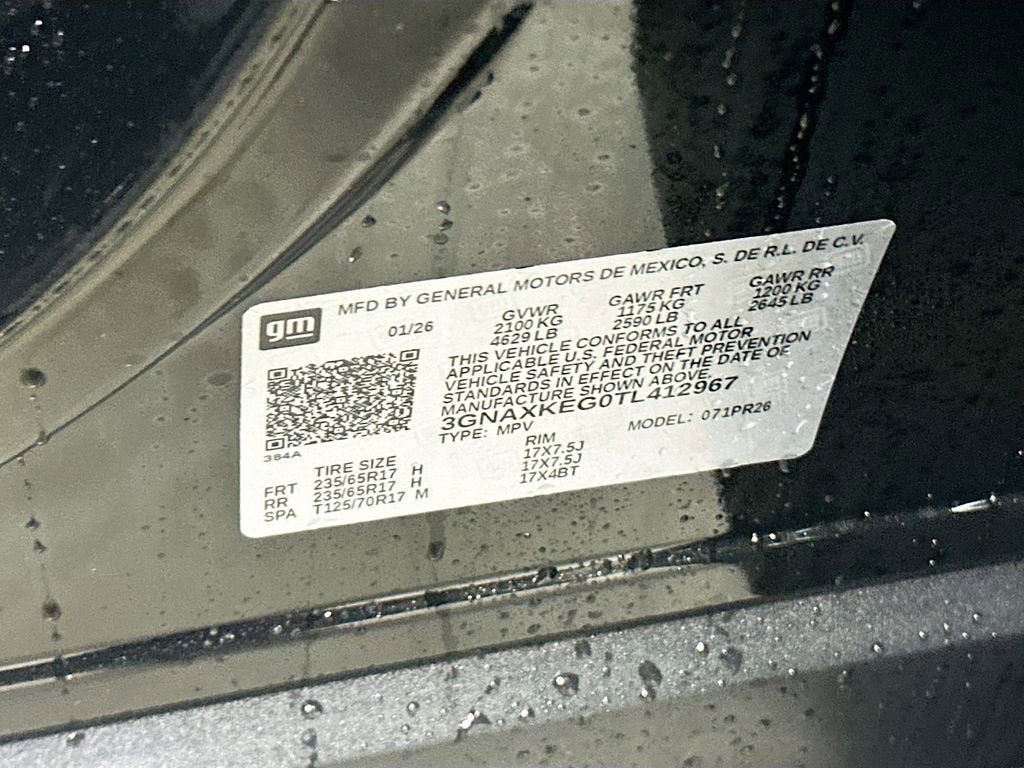 gm MFD BY GENERAL MOTORS DE MEXICO, S. DE R.L. DE C.V.
01/26
GVWR
2100 KG
4629 LB
GAWR FRT
1175 KG
2590 LB
GAWR RR
1200 KG
2645 LB
THIS VEHICLE CONFORMS TO ALL
APPLICABLE U.S. FEDERAL MOTOR
VEHICLE SAFETY AND THEFT PREVENTION
STANDARDS IN EFFECT ON THE DATE OF
MANUFACTURE SHOWN ABOVE.
3GNAXKEG0TL412967
TYPE: MPV
MODEL: 071PR26
384A
TIRE SIZE RIM
FRT 235/65R17 H 17X7.5J
RR 235/65R17 H 17X7.5J
SPA T125/70R17 M 17X4BT